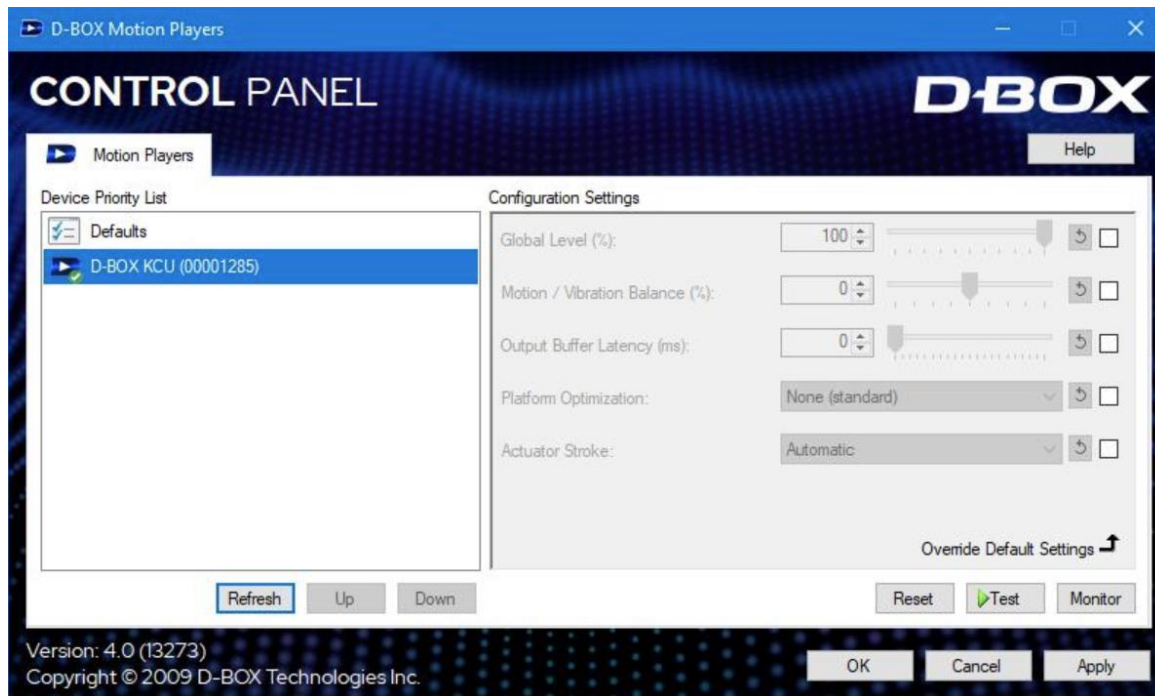 D-BOX Motion Players
CONTROL PANEL
D-BOX
Motion Players
Help
Device Priority List
Defaults
D-BOX KCU (00001285)
Configuration Settings
Global Level (%): 100
Motion / Vibration Balance (%): 0
Output Buffer Latency (ms): 0
Platform Optimization: None (standard)
Actuator Stroke: Automatic
Override Default Settings
Refresh Up Down
Reset Test Monitor
Version: 4.0 (13273)
Copyright © 2009 D-BOX Technologies Inc.
OK Cancel Apply